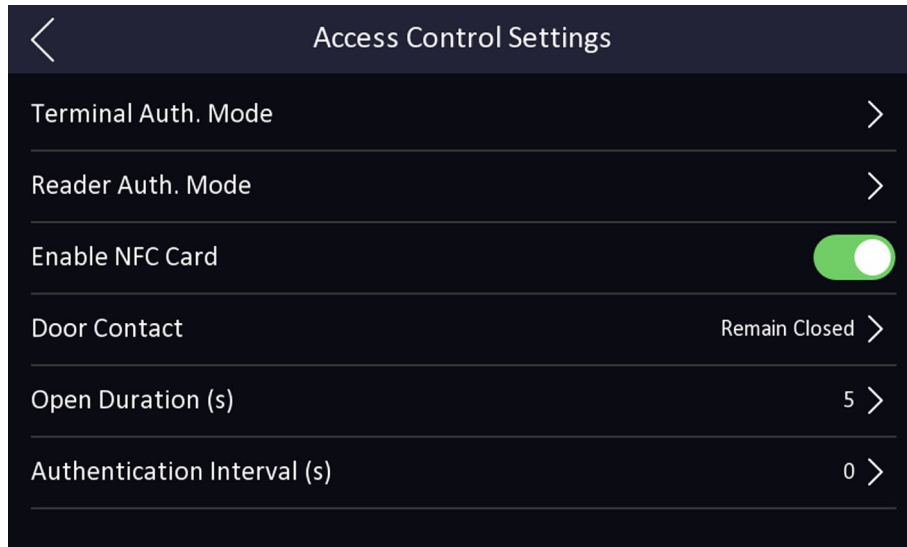 Access Control Settings
Terminal Auth. Mode
Reader Auth. Mode
Enable NFC Card
Door Contact Remain Closed
Open Duration (s) 5
Authentication Interval (s) 0